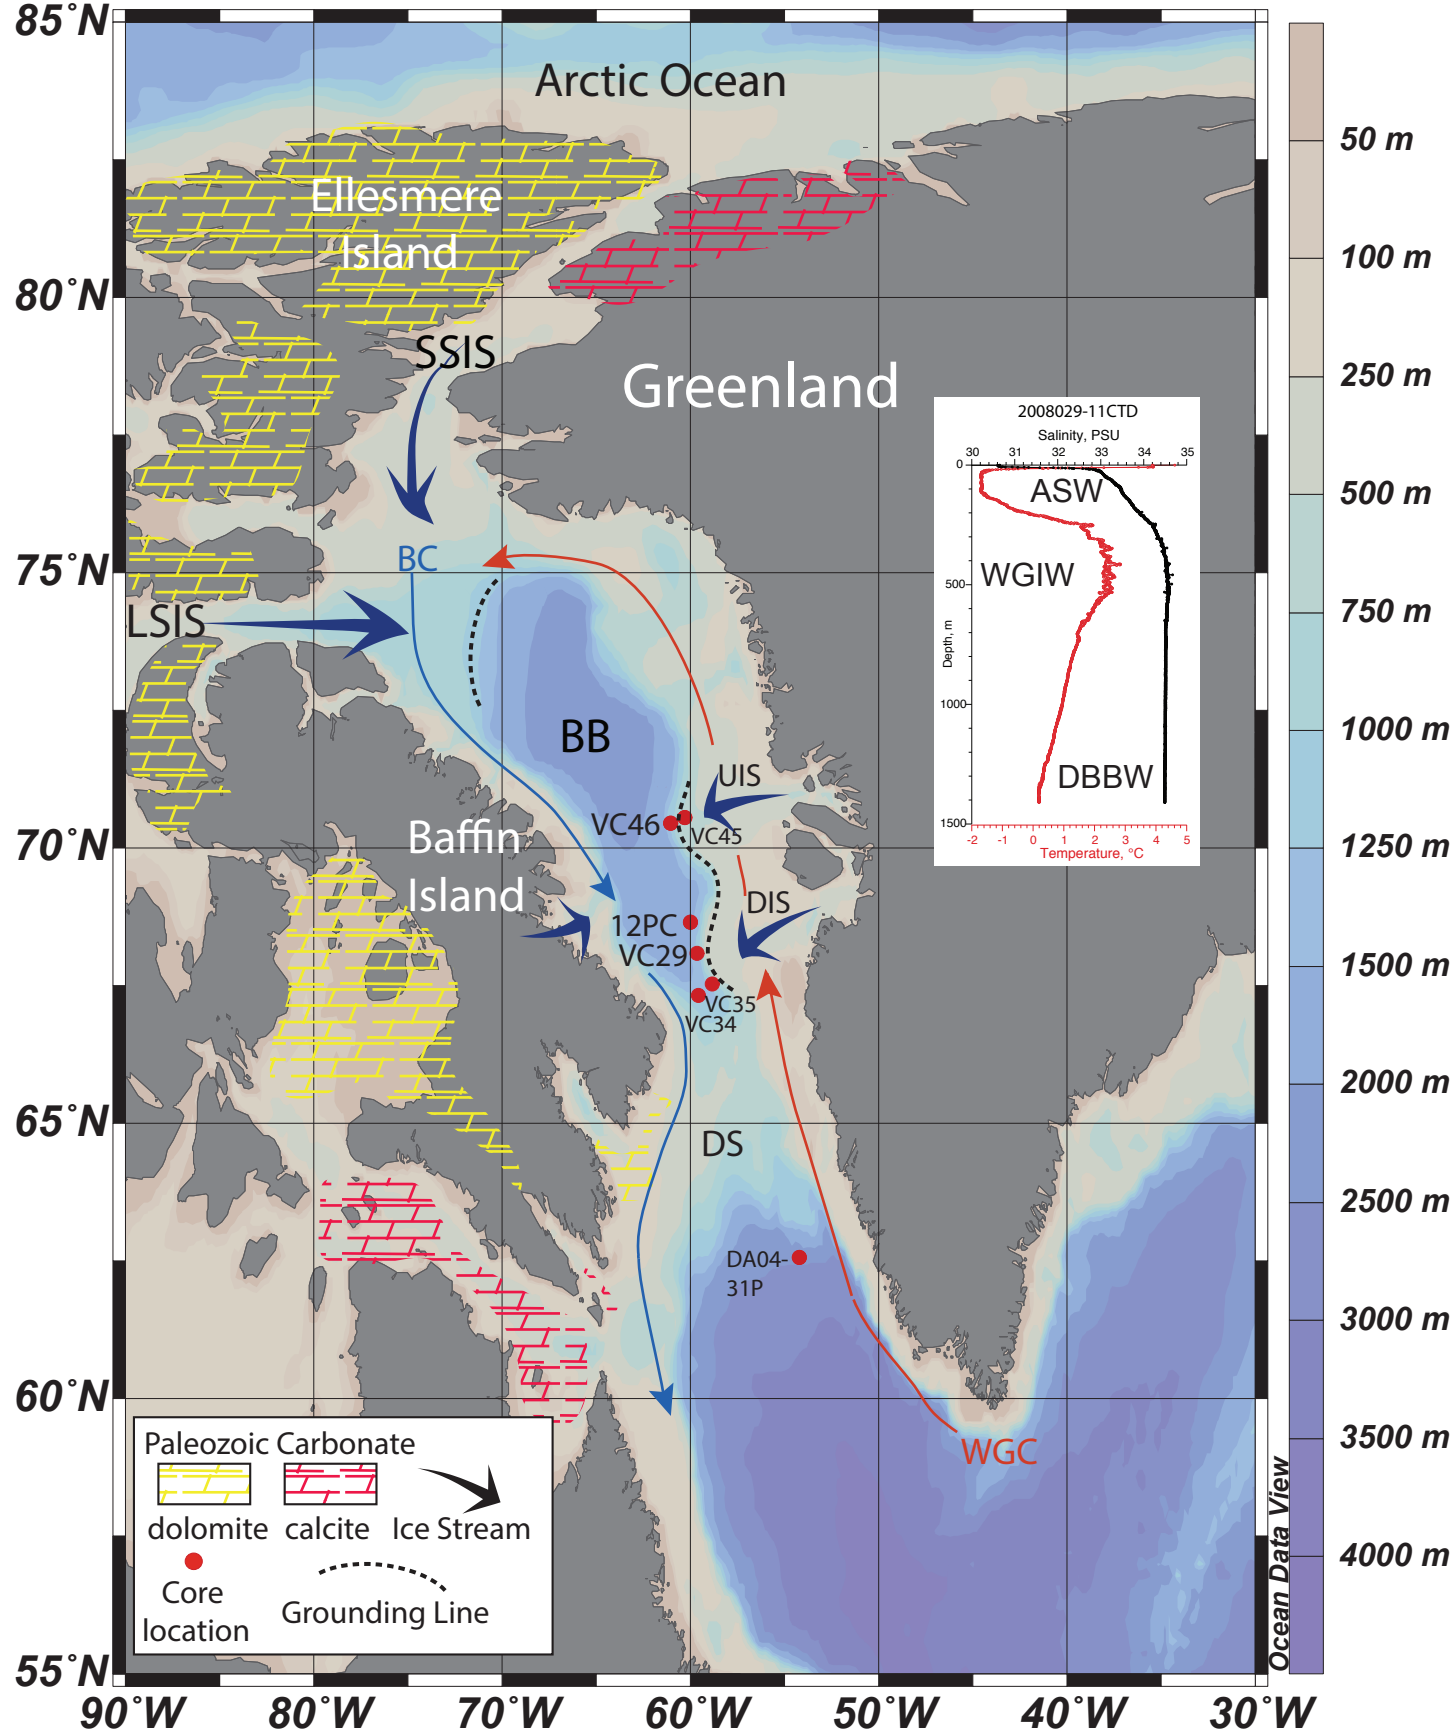 85°N
80°N
75°N
70°N
65°N
60°N
55°N
90°W
80°W
70°W
60°W
50°W
40°W
30°W
Arctic Ocean
Ellesmere
Island
SSIS
Greenland
BC
LSIS
BB
UIS
VC46
VC45
Baffin
Island
DIS
12PC
VC29
VC35
VC34
DS
DA04-
31P
WGC
2008029-11CTD
Salinity, PSU
30
31
32
33
34
35
0
500
1000
1500
Depth, m
ASW
WGIW
DBBW
-2
-1
0
1
2
3
4
5
Temperature, °C
Paleozoic Carbonate
dolomite
calcite
Ice Stream
Core
location
Grounding Line
Ocean Data View
50 m
100 m
250 m
500 m
750 m
1000 m
1250 m
1500 m
2000 m
2500 m
3000 m
3500 m
4000 m